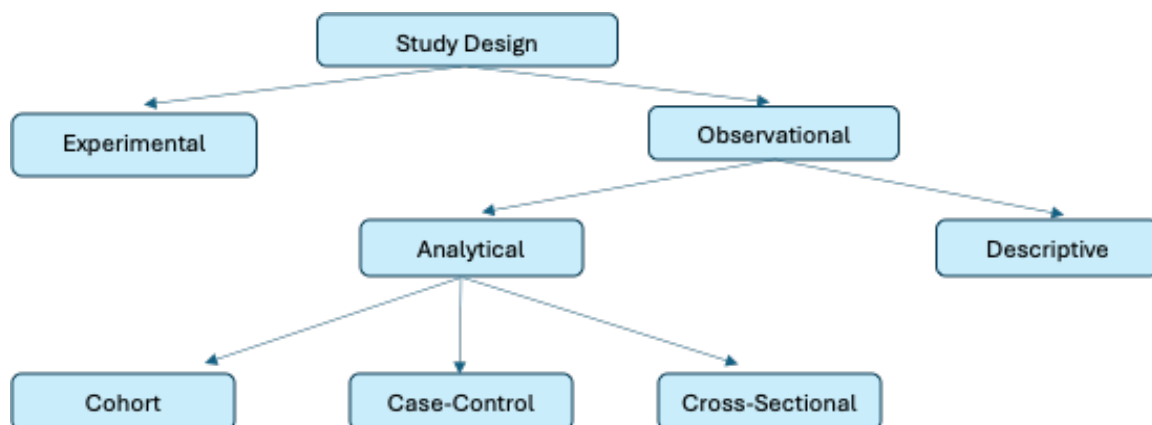 Study Design
Experimental
Observational
Analytical
Descriptive
Cohort
Case-Control
Cross-Sectional